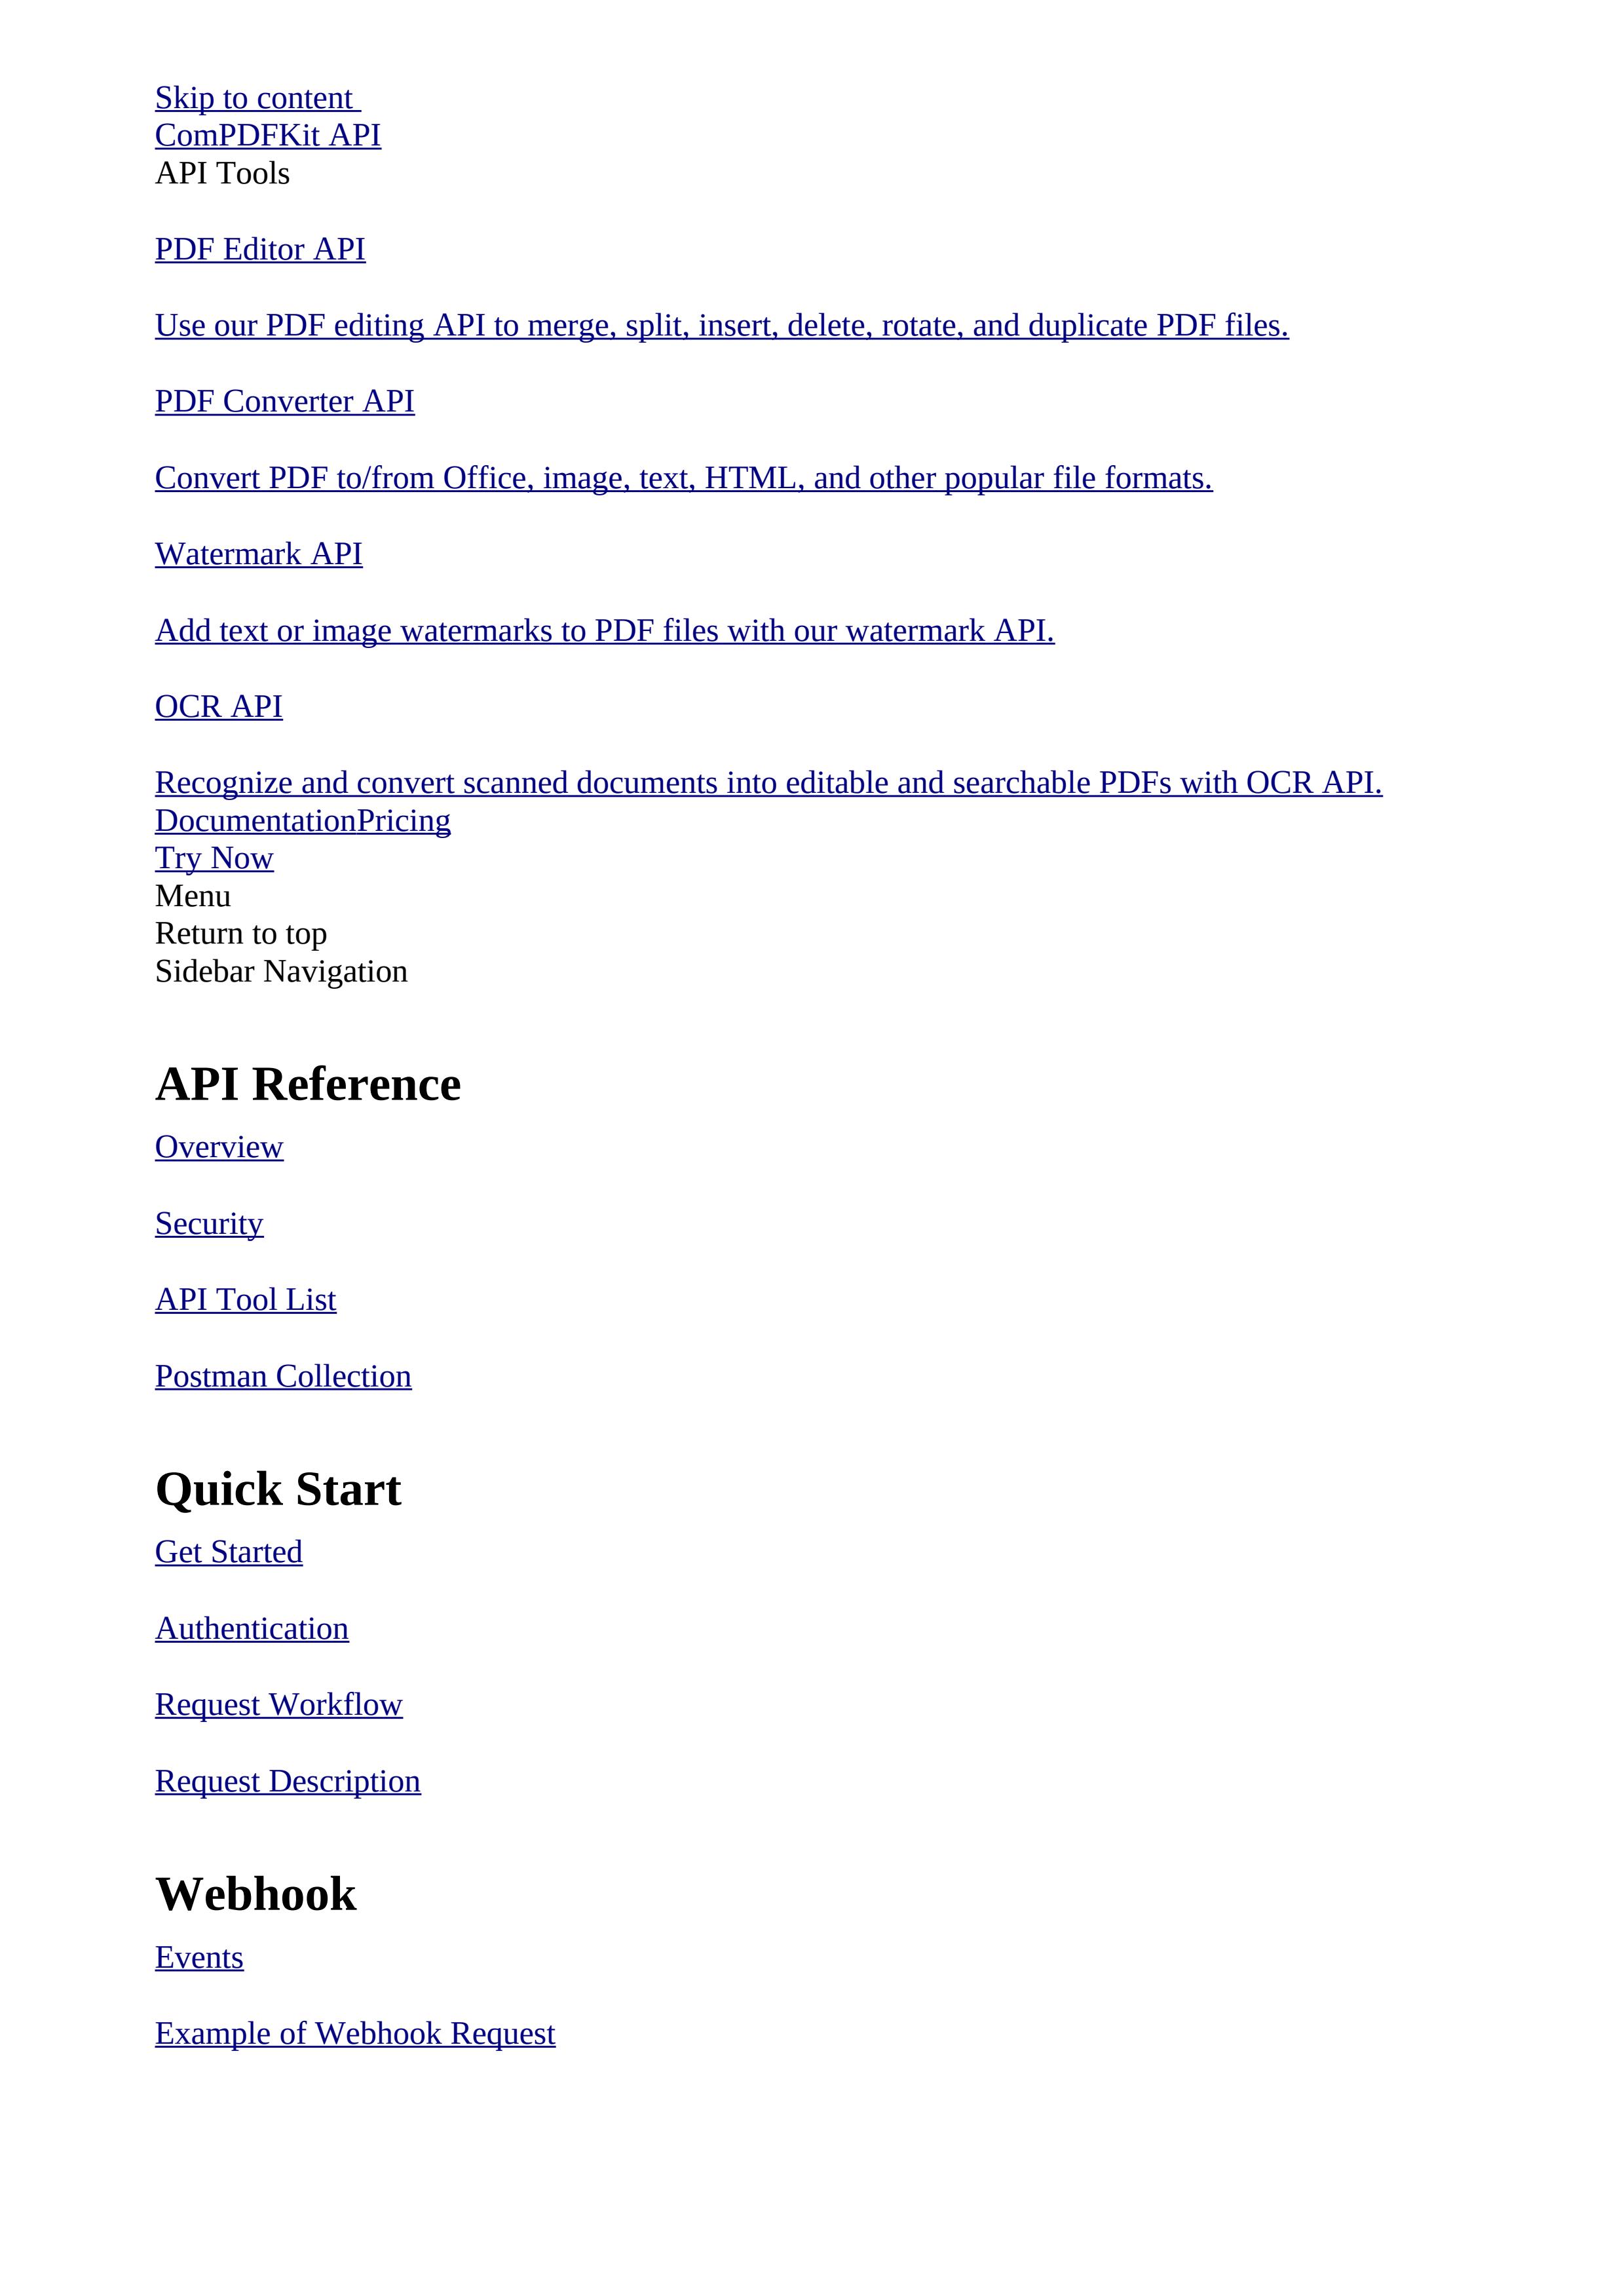 Skip to content
ComPDFKit API
API Tools
PDF Editor API
Use our PDF editing API to merge, split, insert, delete, rotate, and duplicate PDF files.
PDF Converter API
Convert PDF to/from Office, image, text, HTML, and other popular file formats.
Watermark API
Add text or image watermarks to PDF files with our watermark API.
OCR API
Recognize and convert scanned documents into editable and searchable PDFs with OCR API.
DocumentationPricing
Try Now
Menu
Return to top
Sidebar Navigation
API Reference
Overview
Security
API Tool List
Postman Collection
Quick Start
Get Started
Authentication
Request Workflow
Request Description
Webhook
Events
Example of Webhook Request